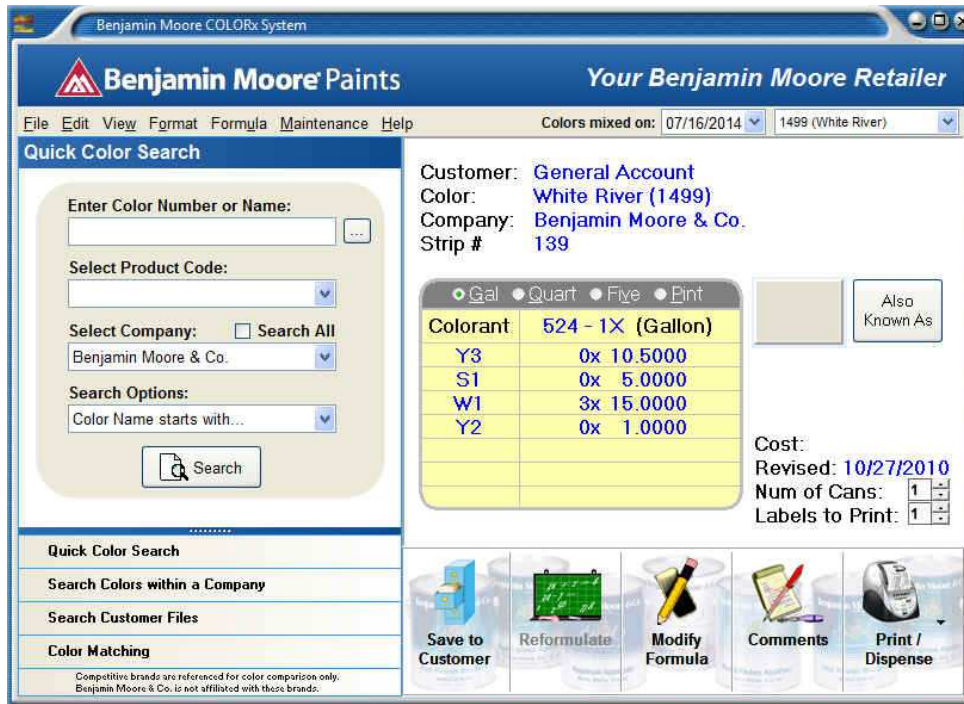 Benjamin Moore COLORx System
Benjamin Moore Paints
Your Benjamin Moore Retailer
File Edit View Format Formula Maintenance Help
Colors mixed on: 07/16/2014 1499 (White River)
Quick Color Search
Enter Color Number or Name:
...
Select Product Code:
Select Company: Search All
Benjamin Moore & Co.
Search Options:
Color Name starts with...
Search
Quick Color Search
Search Colors within a Company
Search Customer Files
Color Matching
Competitive brands are referenced for color comparison only.
Benjamin Moore & Co. is not affiliated with these brands.
Customer: General Account
Color: White River (1499)
Company: Benjamin Moore & Co.
Strip # 139
Gal Quart Five Pint
Colorant 524 - 1X (Gallon)
Y3 0x 10.5000
S1 0x 5.0000
W1 3x 15.0000
Y2 0x 1.0000
Also
Known As
Cost:
Revised: 10/27/2010
Num of Cans: 1
Labels to Print: 1
Save to
Customer
Reformulate
Modify
Formula
Comments
Print /
Dispense